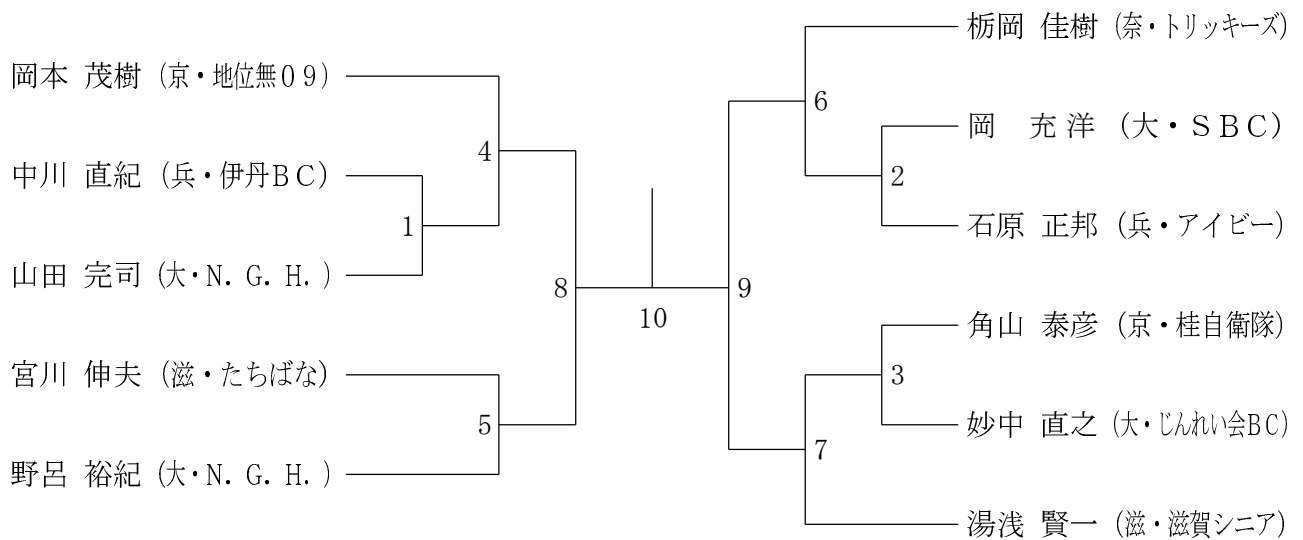 岡本 茂樹 (京・地位無０９)
4
中川 直紀 (兵・伊丹ＢＣ)
1
山田 完司 (大・Ｎ．Ｇ．Ｈ．)
8
宮川 伸夫 (滋・たちばな)
5
野呂 裕紀 (大・Ｎ．Ｇ．Ｈ．)
10
栃岡 佳樹 (奈・トリッキーズ)
6
岡 充洋 (大・ＳＢＣ)
2
石原 正邦 (兵・アイビー)
9
角山 泰彦 (京・桂自衛隊)
3
妙中 直之 (大・じんれい会BC)
7
湯浅 賢一 (滋・滋賀シニア)